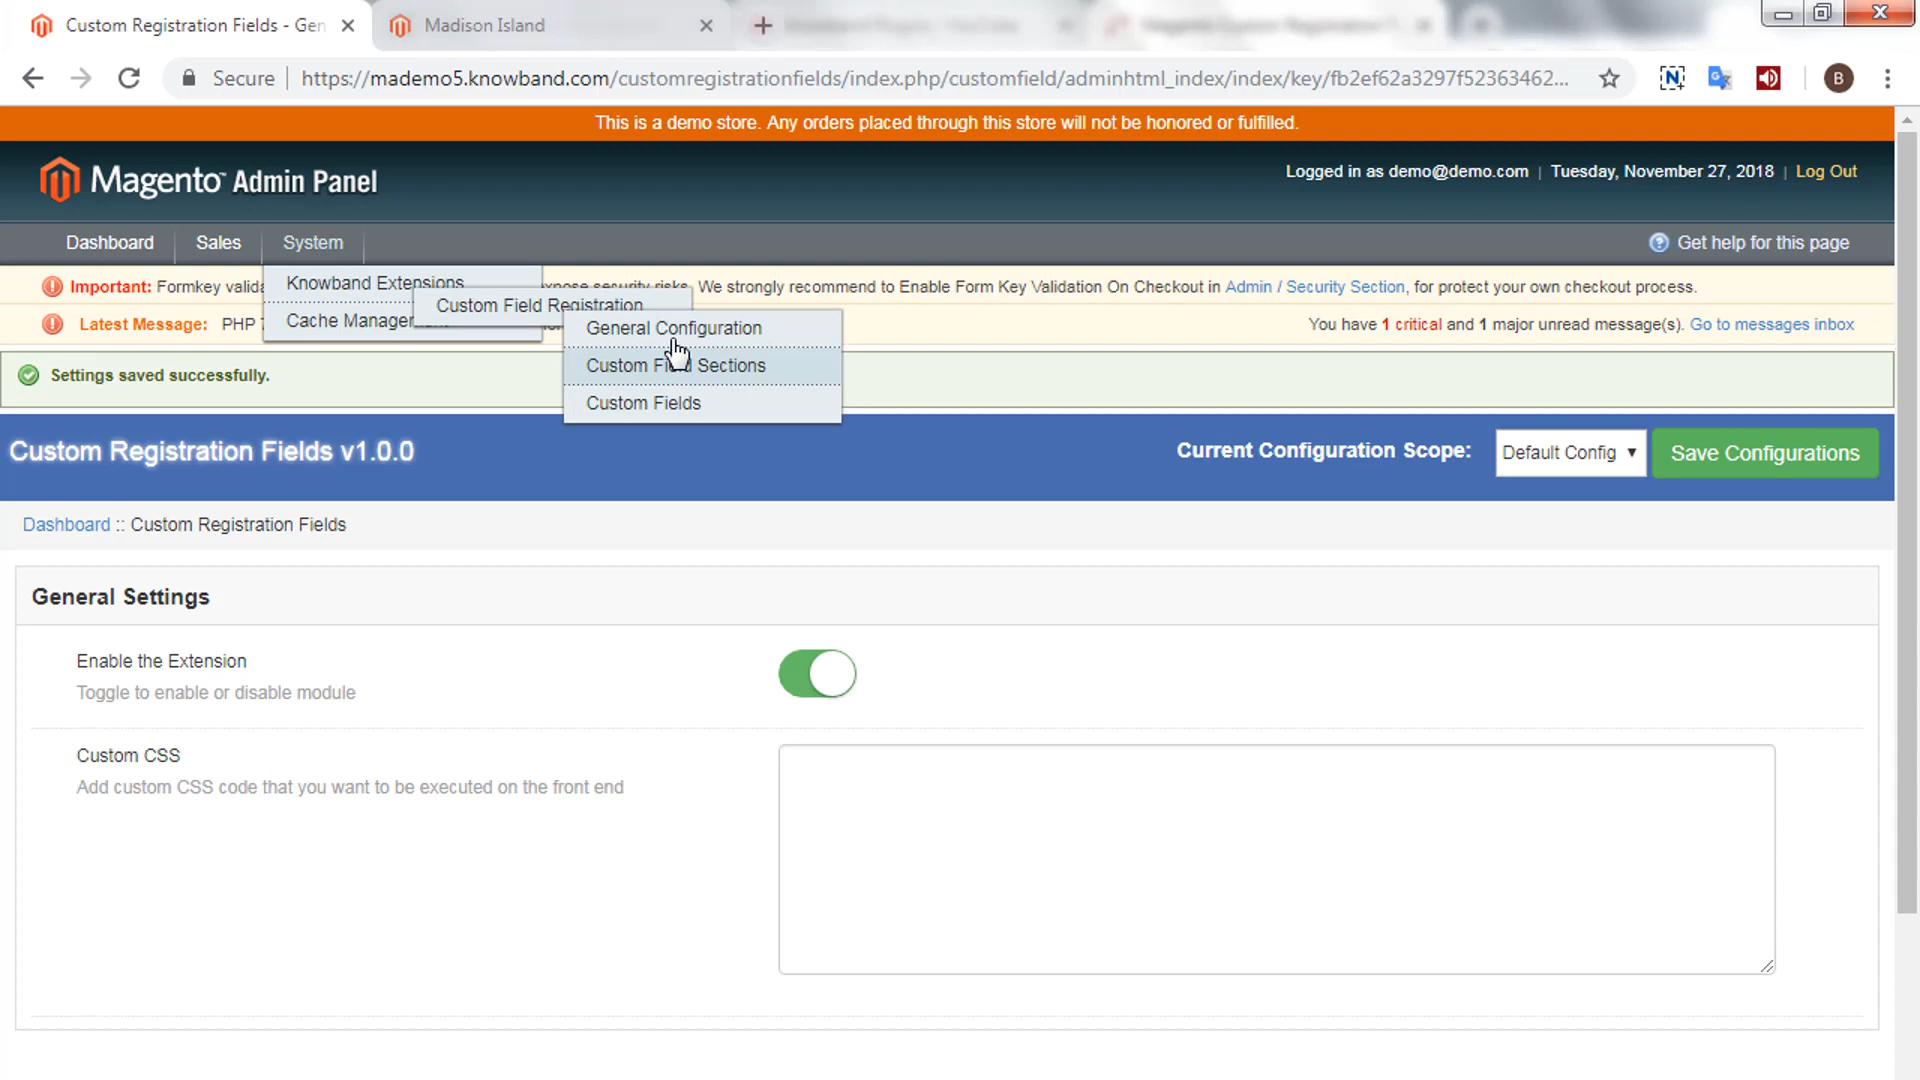 Custom Registration Fields - Gen
Madison Island
Secure
https://mademo5.knowband.com/customregistrationfields/index.php/customfield/adminhtml_index/index/key/fb2ef62a3297f52363462...
B
This is a demo store. Any orders placed through this store will not be honored or fulfilled.
Magento Admin Panel
Logged in as demo@demo.com | Tuesday, November 27, 2018 | Log Out
Dashboard
Sales
System
Get help for this page
Knowband Extensions
Custom Field Registration
Cache Managem
General Configuration
Custom Field Sections
Custom Fields
Important: Formkey valida
expose security risks. We strongly recommend to Enable Form Key Validation On Checkout in Admin / Security Section, for protect your own checkout process.
Latest Message: PHP 7
You have 1 critical and 1 major unread message(s). Go to messages inbox
Settings saved successfully.
Custom Registration Fields v1.0.0
Current Configuration Scope:
Default Config
Save Configurations
Dashboard :: Custom Registration Fields
General Settings
Enable the Extension
Toggle to enable or disable module
Custom CSS
Add custom CSS code that you want to be executed on the front end